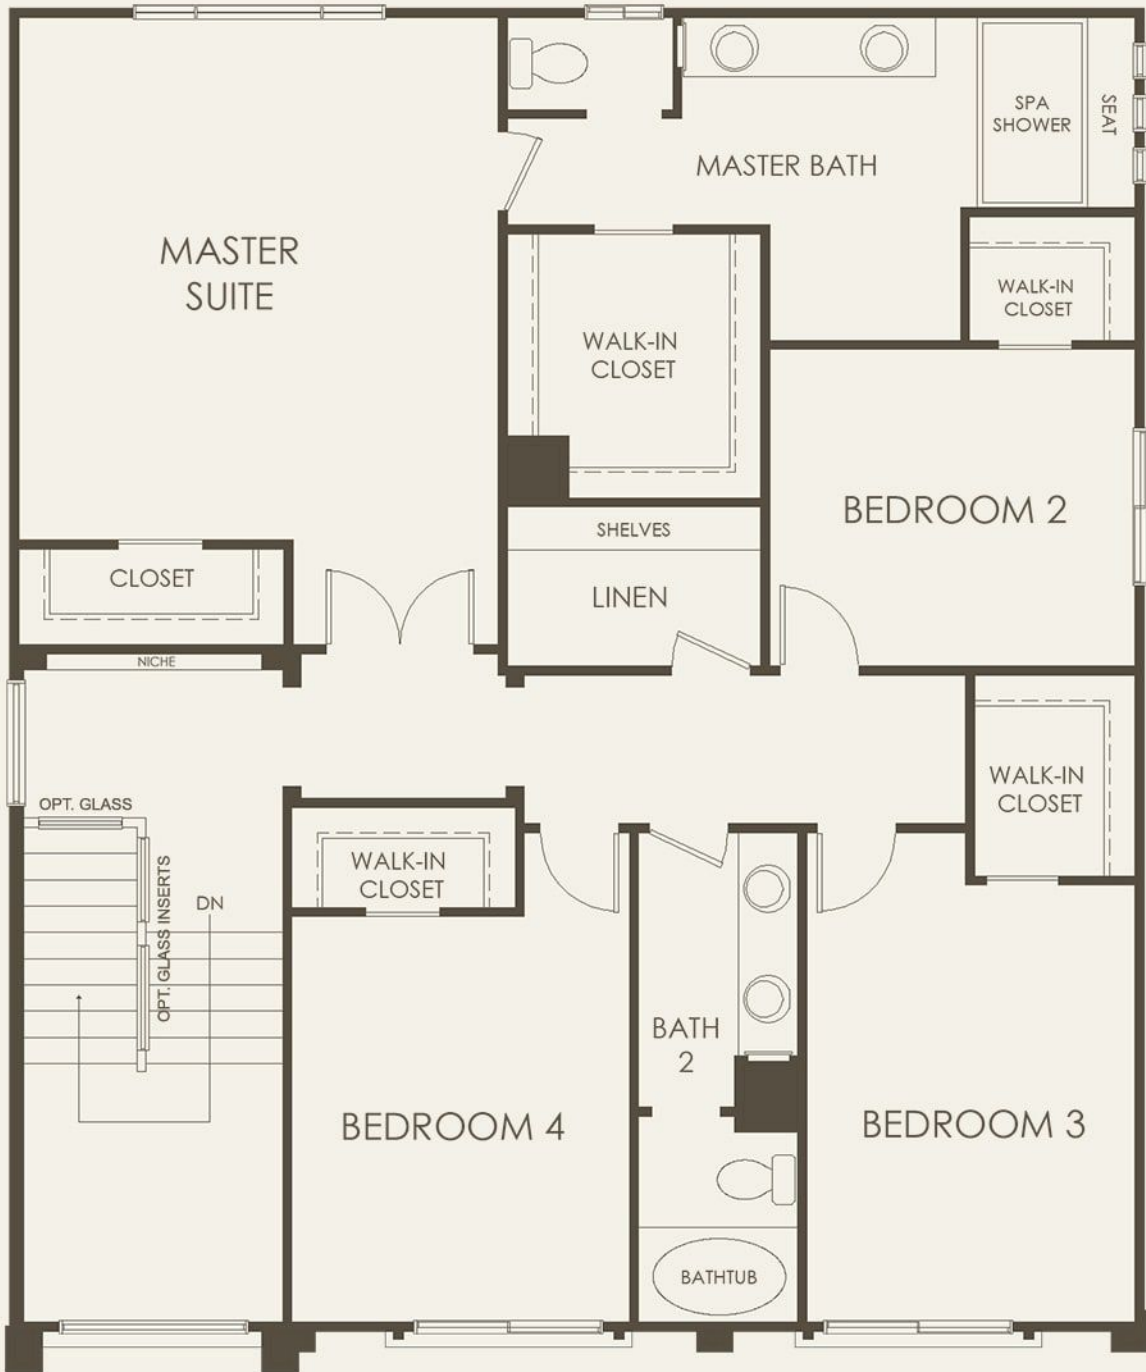 SPA
SHOWER
SEAT
MASTER BATH
MASTER
SUITE
WALK-IN
CLOSET
WALK-IN
CLOSET
BEDROOM 2
SHELVES
CLOSET
LINEN
NICHE
WALK-IN
CLOSET
OPT. GLASS
WALK-IN
CLOSET
OPT. GLASS INSERTS
DN
BATH
2
BEDROOM 4
BEDROOM 3
BATHTUB